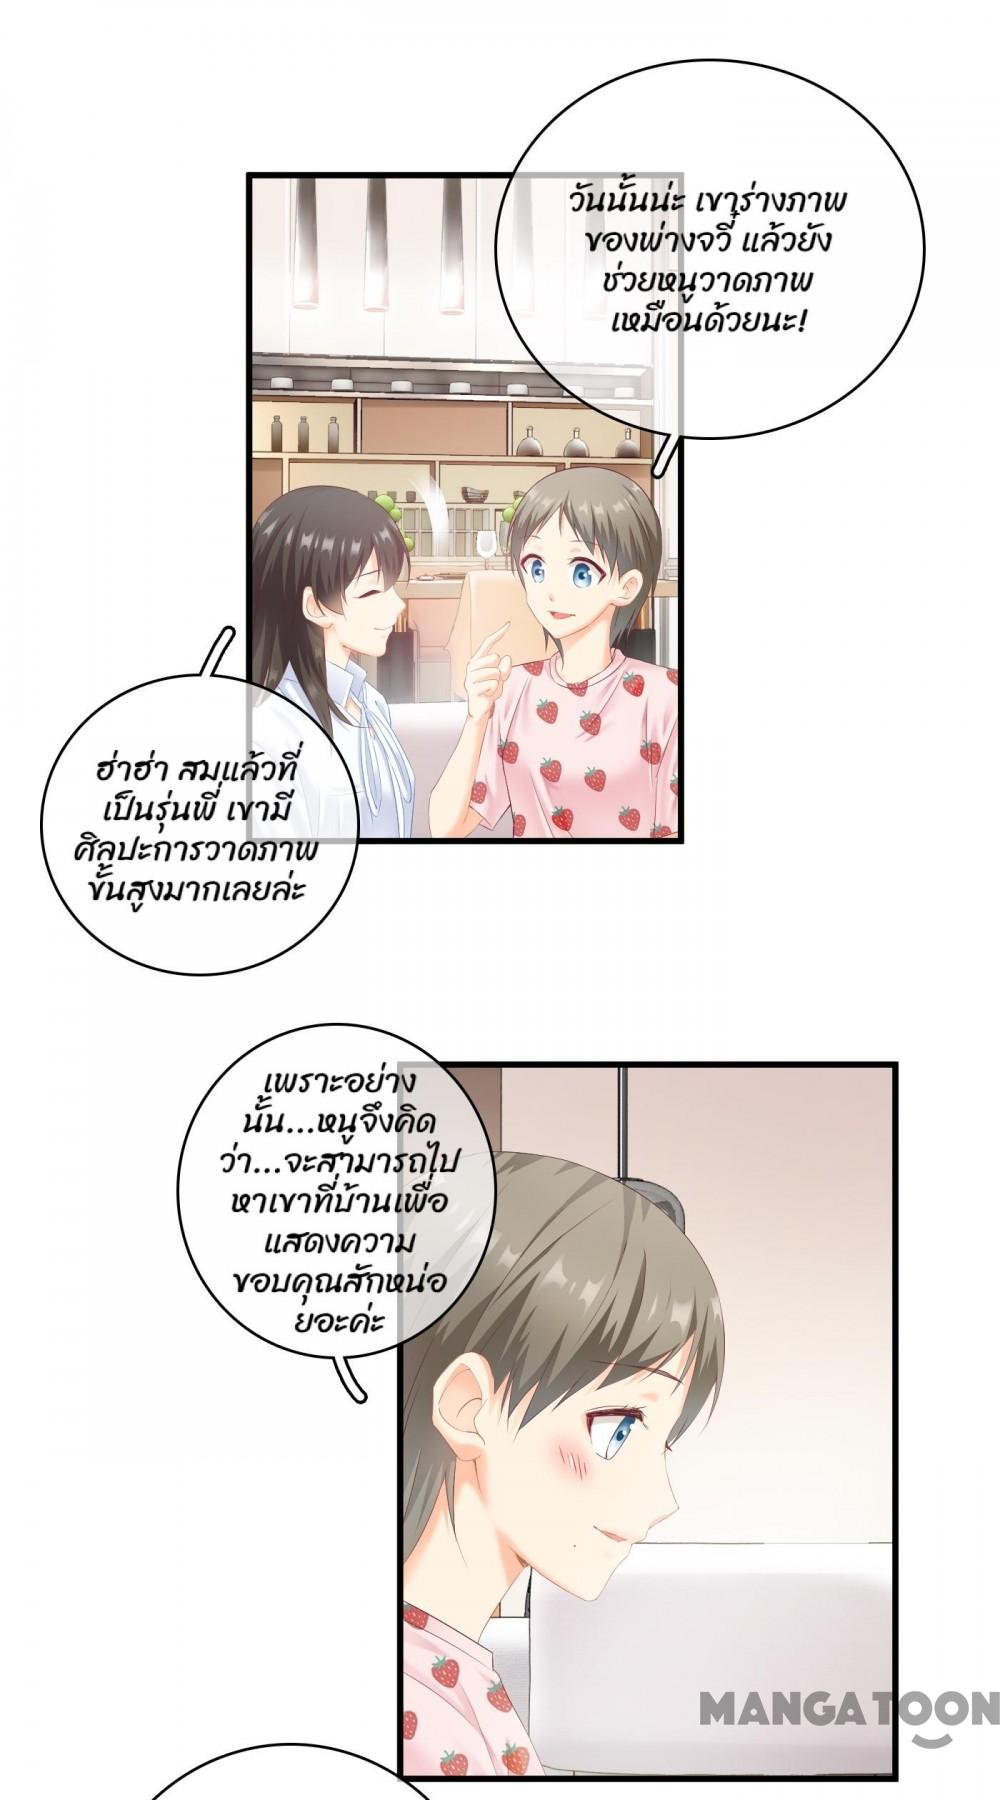 วันนั้นน่ะ เขาร่างภาพ
ของพ่างจวี๋ แล้วยัง
ช่วยหนูวาดภาพ
เหมือนด้วยนะ!
ฮ่าฮ่า สมแล้วที่
เป็นรุ่นพี่ เขามี
ศิลปะการวาดภาพ
ขั้นสูงมากเลยล่ะ
เพราะอย่าง
นั้น...หนูจึงคิด
ว่า...จะสามารถไป
หาเขาที่บ้านเพื่อ
แสดงความ
ขอบคุณสักหน่อ
ยอะค่ะ
MANGATOON